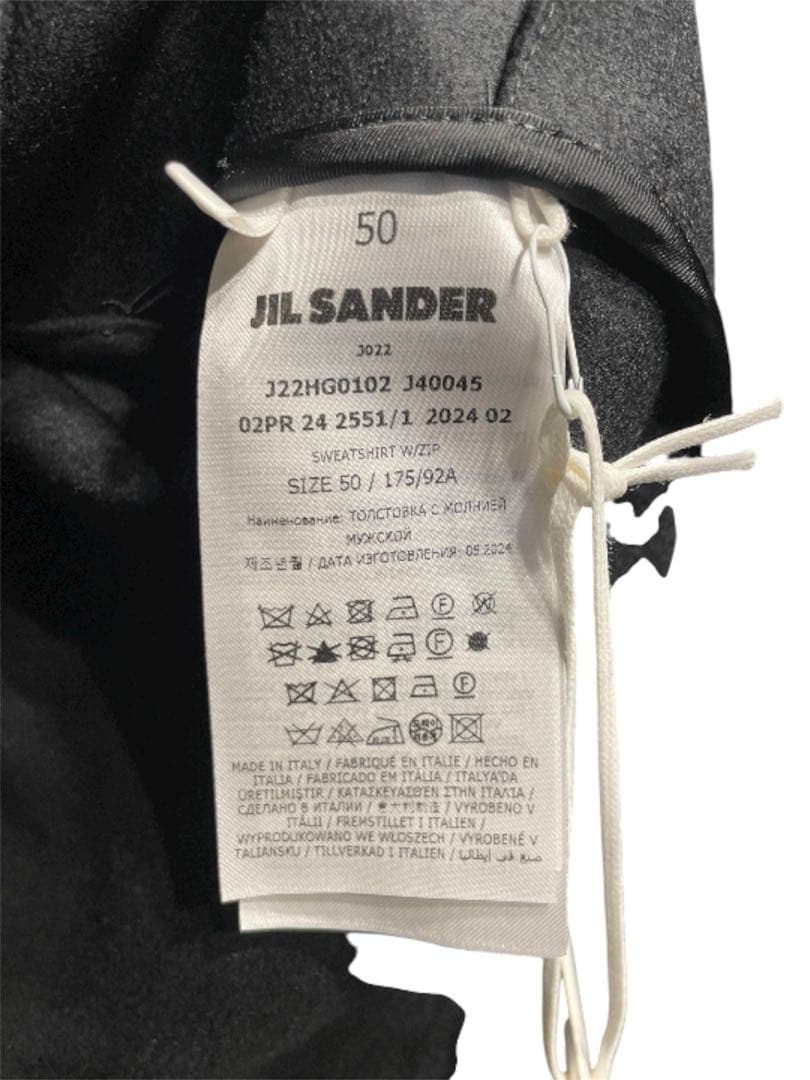 50
JIL SANDER
J022
J22HG0102 J40045
02PR 24 2551/1 2024 02
SWEATSHIRT W/ZIP
SIZE 50 / 175/92A
Наименование: ТОЛСТОВКА С МОЛНИЕЙ
МУЖСКОЙ
제조년월 / ДАТА ИЗГОТОВЛЕНИЯ: 05.2024
F
F
F
MADE IN ITALY / FABRIQUÉ EN ITALIE / HECHO EN
ITALIA / FABRICADO EM ITÁLIA / ITALYA'DA
ÜRETILMIŞTIR / ΚΑΤΑΣΚΕΥΑΣΘΕΝ ΣΤΗΝ ΙΤΑΛΙΑ /
СДЕЛАНО В ИТАЛИИ / 意大利制造 / VYROBENO V
ITÁLII / FREMSTILLET I ITALIEN /
WYPRODUKOWANO WE WŁOSZECH / VYROBENÉ V
TALIANSKU / TILLVERKAD I ITALIEN / صنع في إيطاليا